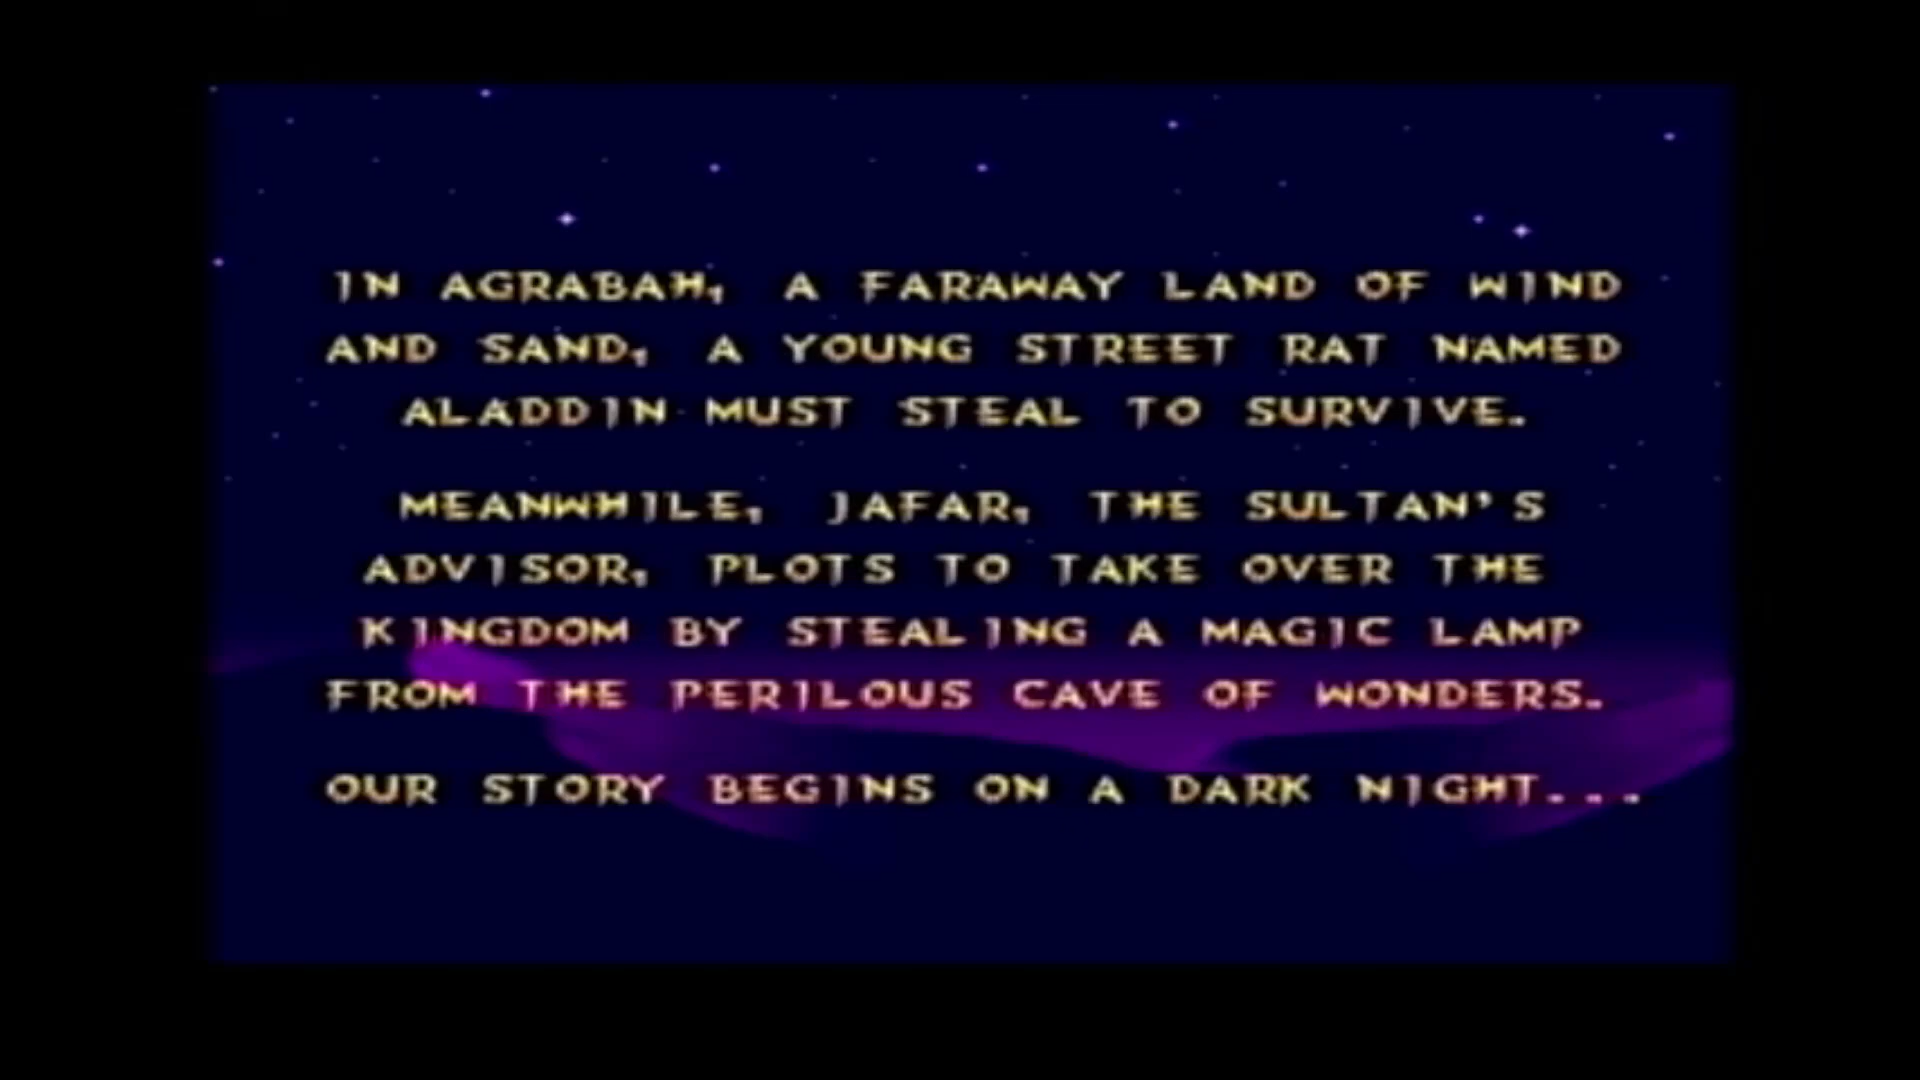 IN AGRABAH, A FARAWAY LAND OF WIND
AND SAND, A YOUNG STREET RAT NAMED
ALADDIN MUST STEAL TO SURVIVE.
MEANWHILE, JAFAR, THE SULTAN'S
ADVISOR, PLOTS TO TAKE OVER THE
KINGDOM BY STEALING A MAGIC LAMP
FROM THE PERILOUS CAVE OF WONDERS.
OUR STORY BEGINS ON A DARK NIGHT...